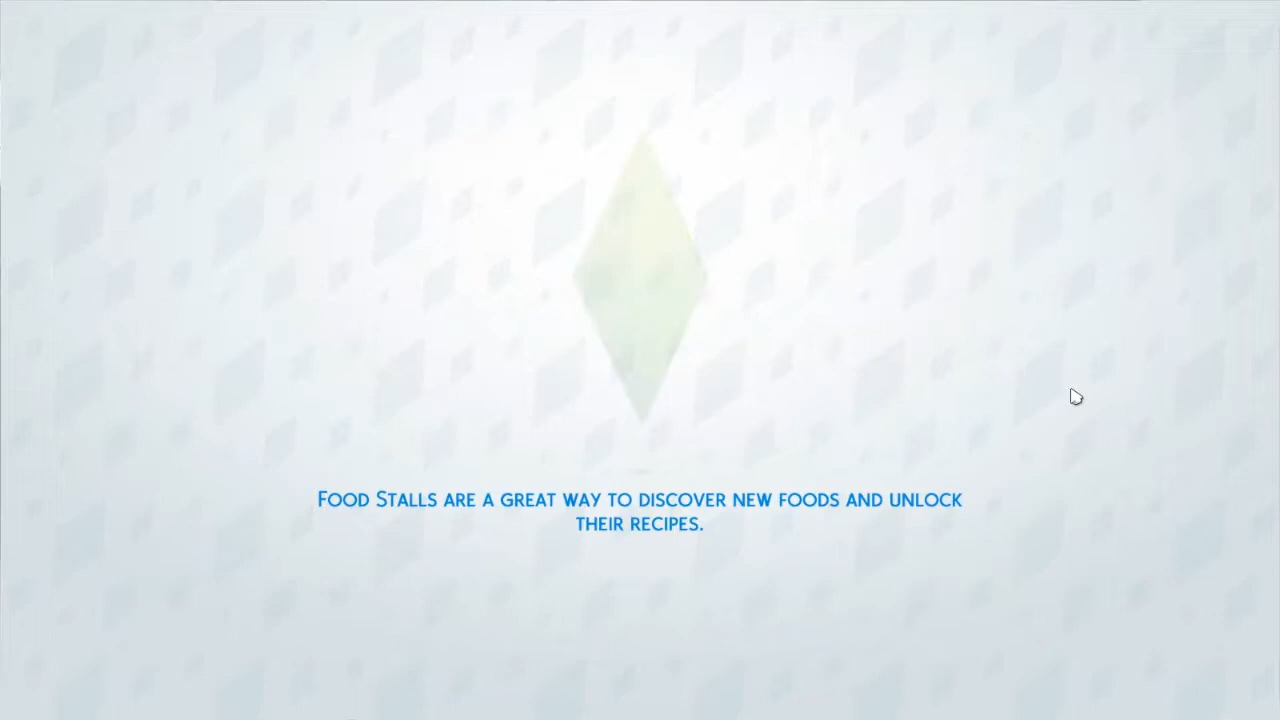 Food Stalls are a great way to discover new foods and unlock
their recipes.